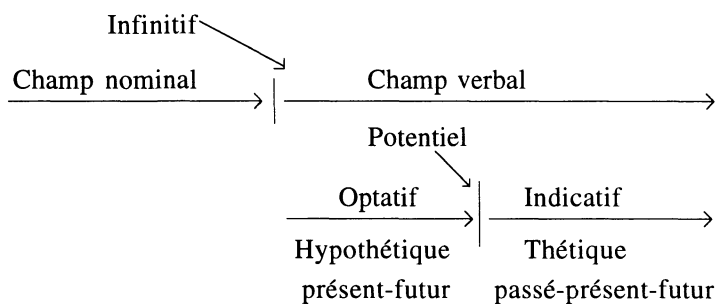 Infinitif
Champ nominal Champ verbal
Potentiel
Optatif Indicatif
Hypothétique Thétique
présent-futur passé-présent-futur